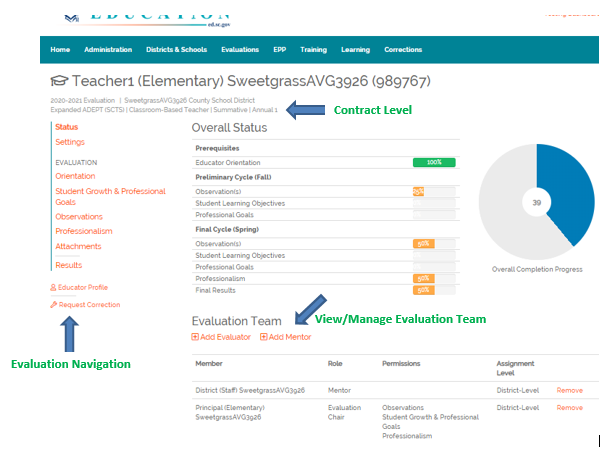 EDUCATION
ed.sc.gov
Home Administration Districts & Schools Evaluations EPP Training Learning Corrections
Teacher1 (Elementary) SweetgrassAVG3926 (989767)
2020-2021 Evaluation | SweetgrassAVG3926 County School District
Expanded ADEPT (SCTS) | Classroom-Based Teacher | Summative | Annual 1
Contract Level
Status
Settings
EVALUATION
Orientation
Student Growth & Professional
Goals
Observations
Professionalism
Attachments
Results
Educator Profile
Request Correction
Evaluation Navigation
Overall Status
Prerequisites
Educator Orientation 100%
Preliminary Cycle (Fall)
Observation(s) 25%
Student Learning Objectives
Professional Goals
Final Cycle (Spring)
Observation(s) 50%
Student Learning Objectives
Professional Goals
Professionalism 50%
Final Results 50%
39
Overall Completion Progress
View/Manage Evaluation Team
Evaluation Team
Add Evaluator Add Mentor
Member Role Permissions Assignment
Level
District (Staff) SweetgrassAVG3926 Mentor District-Level Remove
Principal (Elementary) Evaluation Observations District-Level Remove
SweetgrassAVG3926 Chair Student Growth & Professional
Goals
Professionalism